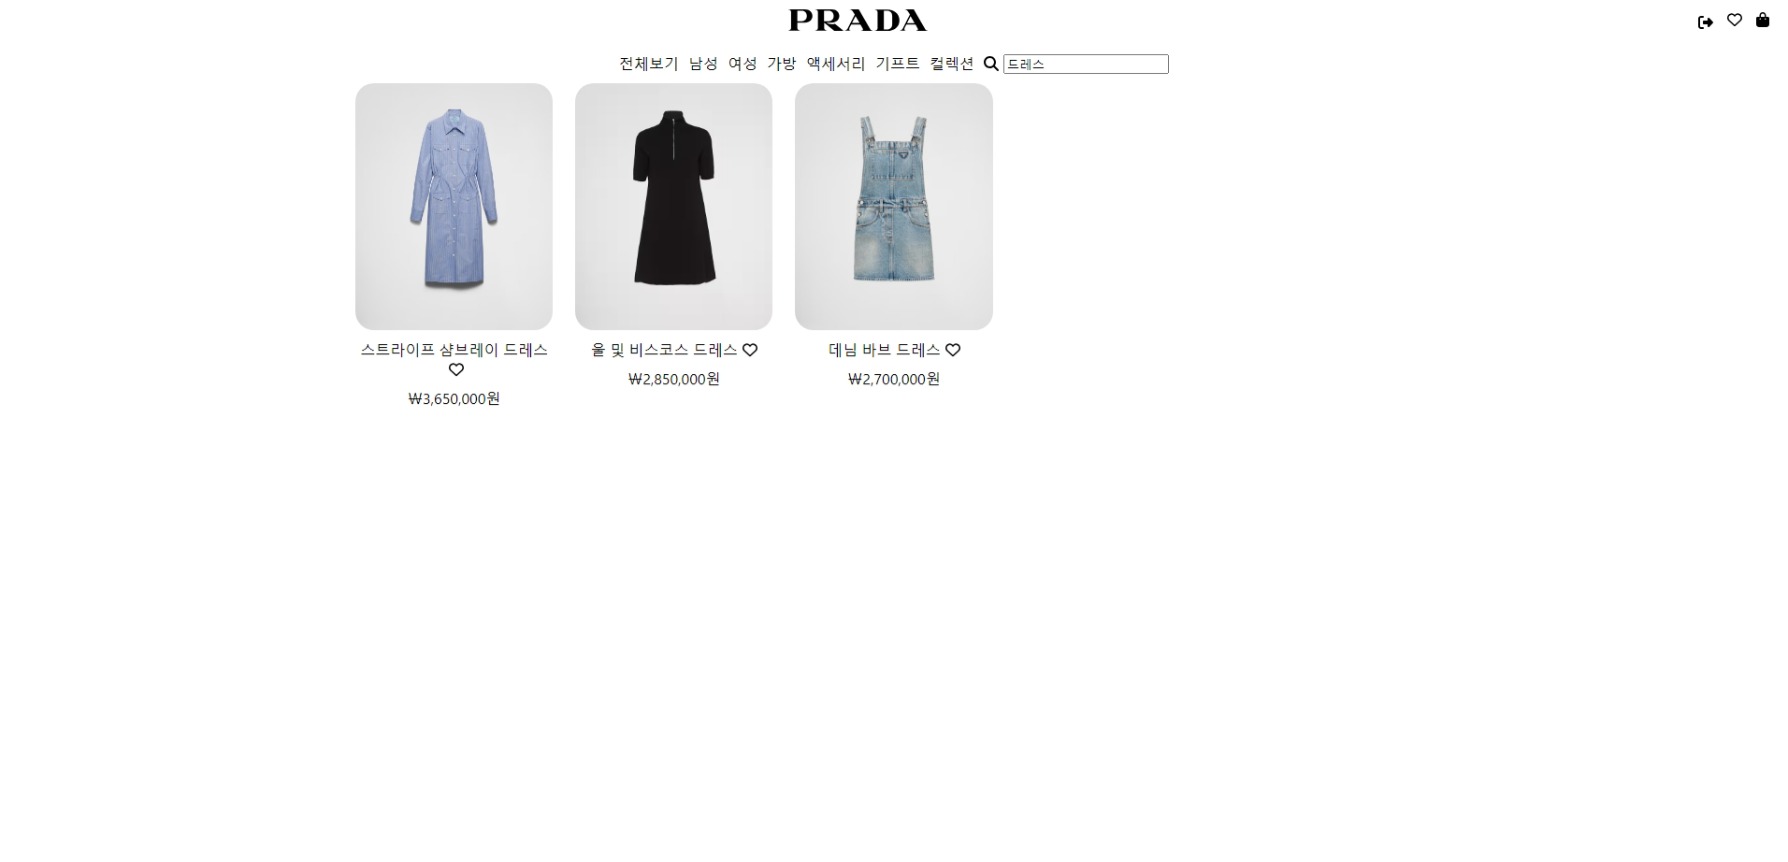 PRADA
전체보기 남성 여성 가방 액세서리 기프트 컬렉션 드레스
스트라이프 샴브레이 드레스
₩3,650,000원
울 및 비스코스 드레스
₩2,850,000원
데님 바브 드레스
₩2,700,000원